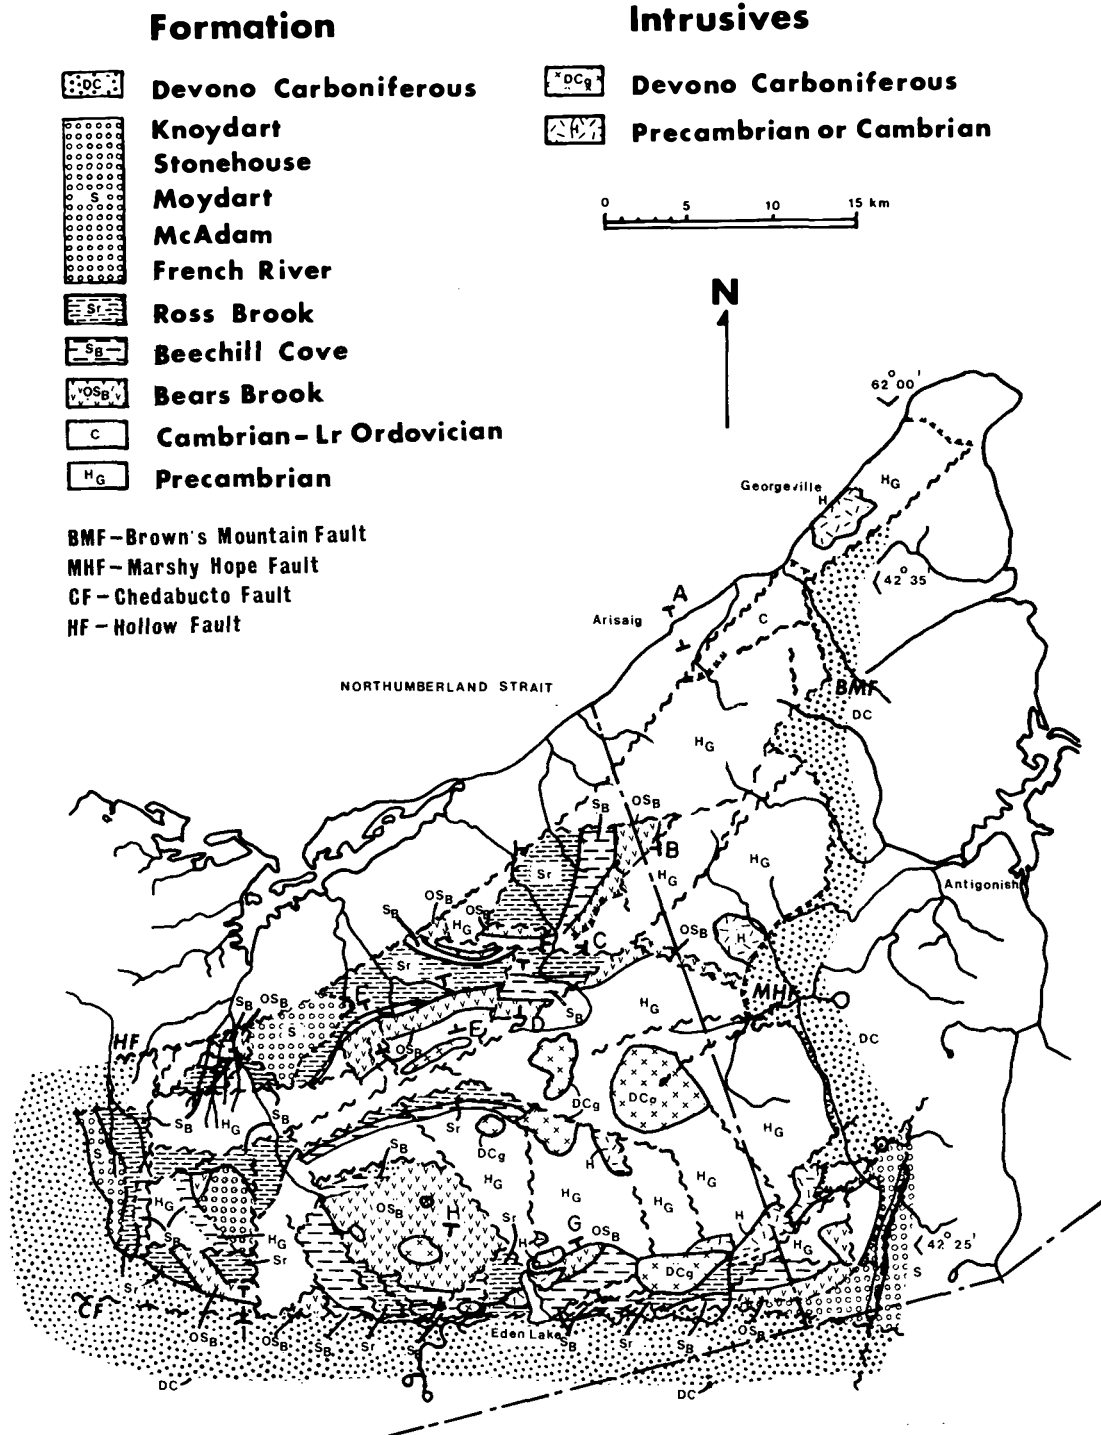 Formation
Intrusives
DC
Devono Carboniferous
DCg
Devono Carboniferous
H
Precambrian or Cambrian
S
Knoydart
Stonehouse
Moydart
McAdam
French River
Sr
Ross Brook
SB
Beechill Cove
OSB
Bears Brook
C
Cambrian-Lr Ordovician
HG
Precambrian
0 5 10 15 km
N
BMF-Brown's Mountain Fault
MHF-Marshy Hope Fault
CF-Chedabucto Fault
HF-Hollow Fault
62°00'
Georgeville
H
HG
42°35'
A
Arisaig
C
NORTHUMBERLAND STRAIT
BMF
DC
HG
SB
OSB
B
Sr
HG
HG
Antigonish
OSB
SB
OSB
HG
OSB
H
C
Sr
HG
MHF
SB
OSB
F
S
SB
D
E
OSB
HF
DC
DCg
DCg
SB
HG
SB
Sr
SB
HG
S
DCg
H
HG
HG
OSB
H
HG
HG
HG
Sr
G
OSB
H
H
SB
HG
Sr
HG
42°25'
S
DCg
S
CF
Eden Lake
OSB
OSB
SB
Sr
SB
SB
Sr
SB
OSB
DC
DC